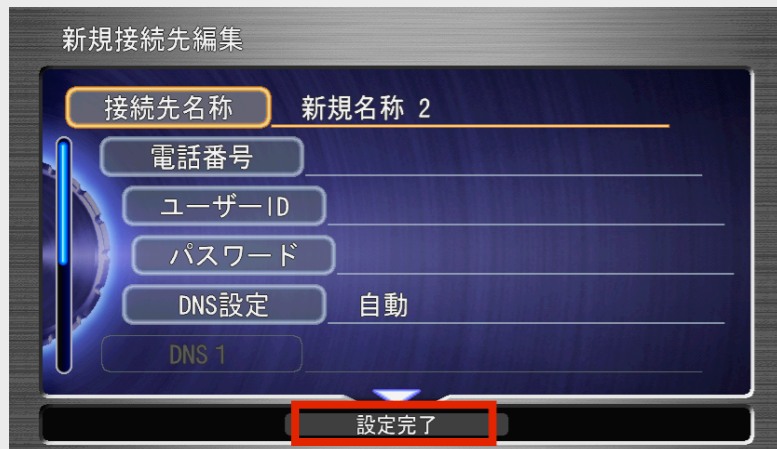 新規接続先編集
接続先名称 新規名称 2
電話番号
ユーザーID
パスワード
DNS設定 自動
DNS 1
設定完了